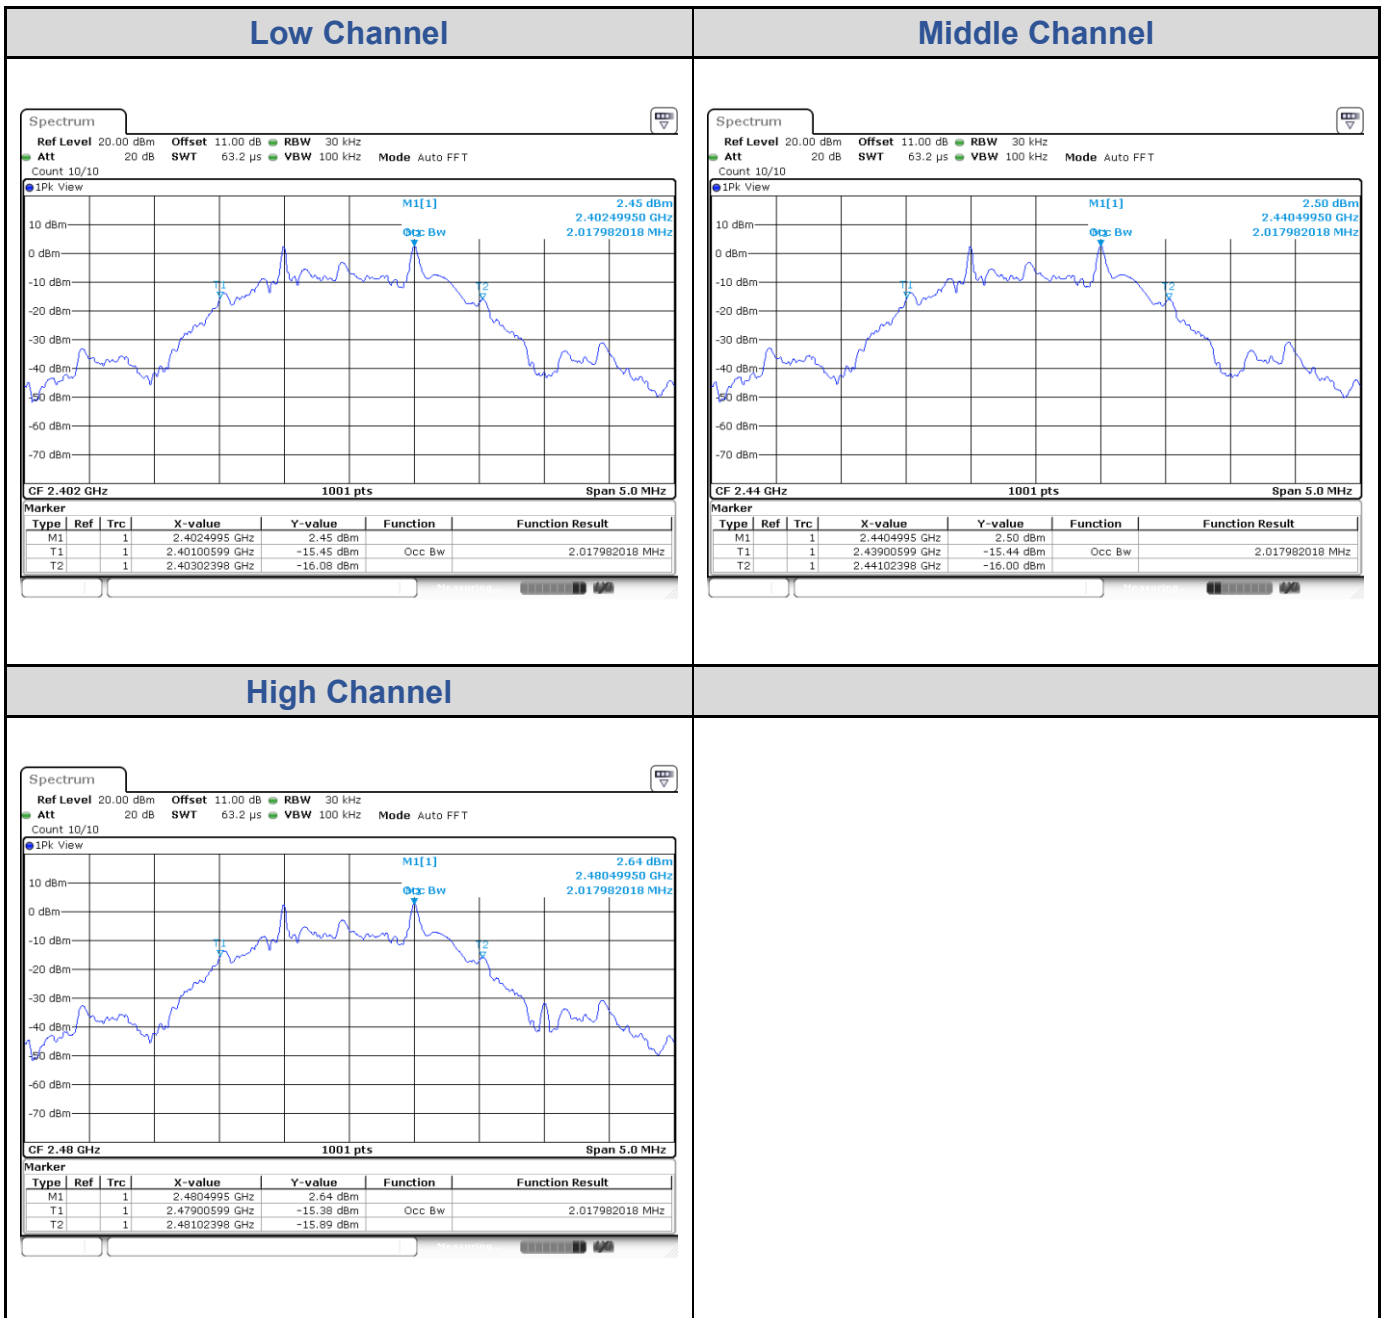 Low Channel
Middle Channel
Spectrum
Ref Level 20.00 dBm Offset 11.00 dB RBW 30 kHz
Att 20 dB SWT 63.2 µs VBW 100 kHz Mode Auto FFT
Count 10/10
1Pk View
M1[1] 2.45 dBm
2.40249950 GHz
Occ Bw 2.017982018 MHz
10 dBm
0 dBm
-10 dBm
-20 dBm
-30 dBm
-40 dBm
-50 dBm
-60 dBm
-70 dBm
T1
T2
CF 2.402 GHz 1001 pts Span 5.0 MHz
Marker
Type Ref Trc X-value Y-value Function Function Result
M1 1 2.4024995 GHz 2.45 dBm
T1 1 2.40100599 GHz -15.45 dBm Occ Bw 2.017982018 MHz
T2 1 2.40302398 GHz -16.08 dBm
Measuring...
Spectrum
Ref Level 20.00 dBm Offset 11.00 dB RBW 30 kHz
Att 20 dB SWT 63.2 µs VBW 100 kHz Mode Auto FFT
Count 10/10
1Pk View
M1[1] 2.50 dBm
2.44049950 GHz
Occ Bw 2.017982018 MHz
10 dBm
0 dBm
-10 dBm
-20 dBm
-30 dBm
-40 dBm
-50 dBm
-60 dBm
-70 dBm
T1
T2
CF 2.44 GHz 1001 pts Span 5.0 MHz
Marker
Type Ref Trc X-value Y-value Function Function Result
M1 1 2.4404995 GHz 2.50 dBm
T1 1 2.43900599 GHz -15.44 dBm Occ Bw 2.017982018 MHz
T2 1 2.44102398 GHz -16.00 dBm
Measuring...
High Channel
Spectrum
Ref Level 20.00 dBm Offset 11.00 dB RBW 30 kHz
Att 20 dB SWT 63.2 µs VBW 100 kHz Mode Auto FFT
Count 10/10
1Pk View
M1[1] 2.64 dBm
2.48049950 GHz
Occ Bw 2.017982018 MHz
10 dBm
0 dBm
-10 dBm
-20 dBm
-30 dBm
-40 dBm
-50 dBm
-60 dBm
-70 dBm
T1
T2
CF 2.48 GHz 1001 pts Span 5.0 MHz
Marker
Type Ref Trc X-value Y-value Function Function Result
M1 1 2.4804995 GHz 2.64 dBm
T1 1 2.47900599 GHz -15.38 dBm Occ Bw 2.017982018 MHz
T2 1 2.48102398 GHz -15.89 dBm
Measuring...